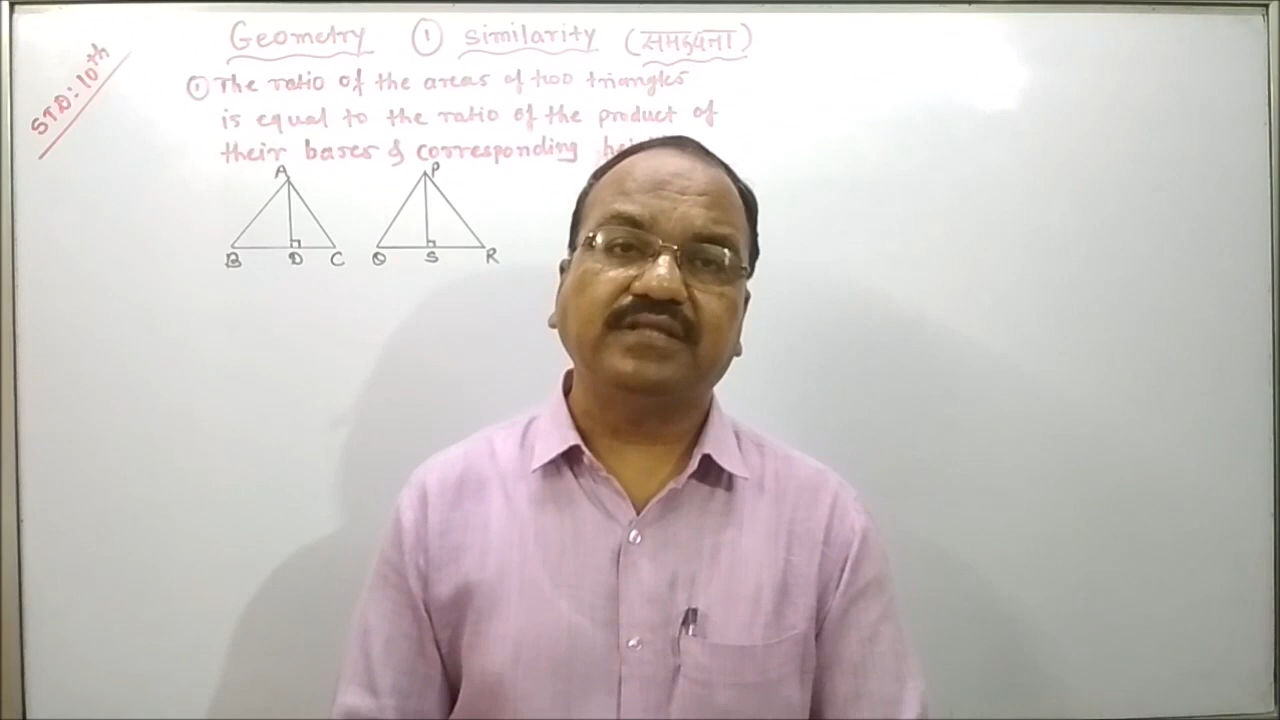 STD: 10th
Geometry ① Similarity (समरूपता)
① The ratio of the areas of two triangles
is equal to the ratio of the product of
their bases & corresponding
A P
B D C Q S R